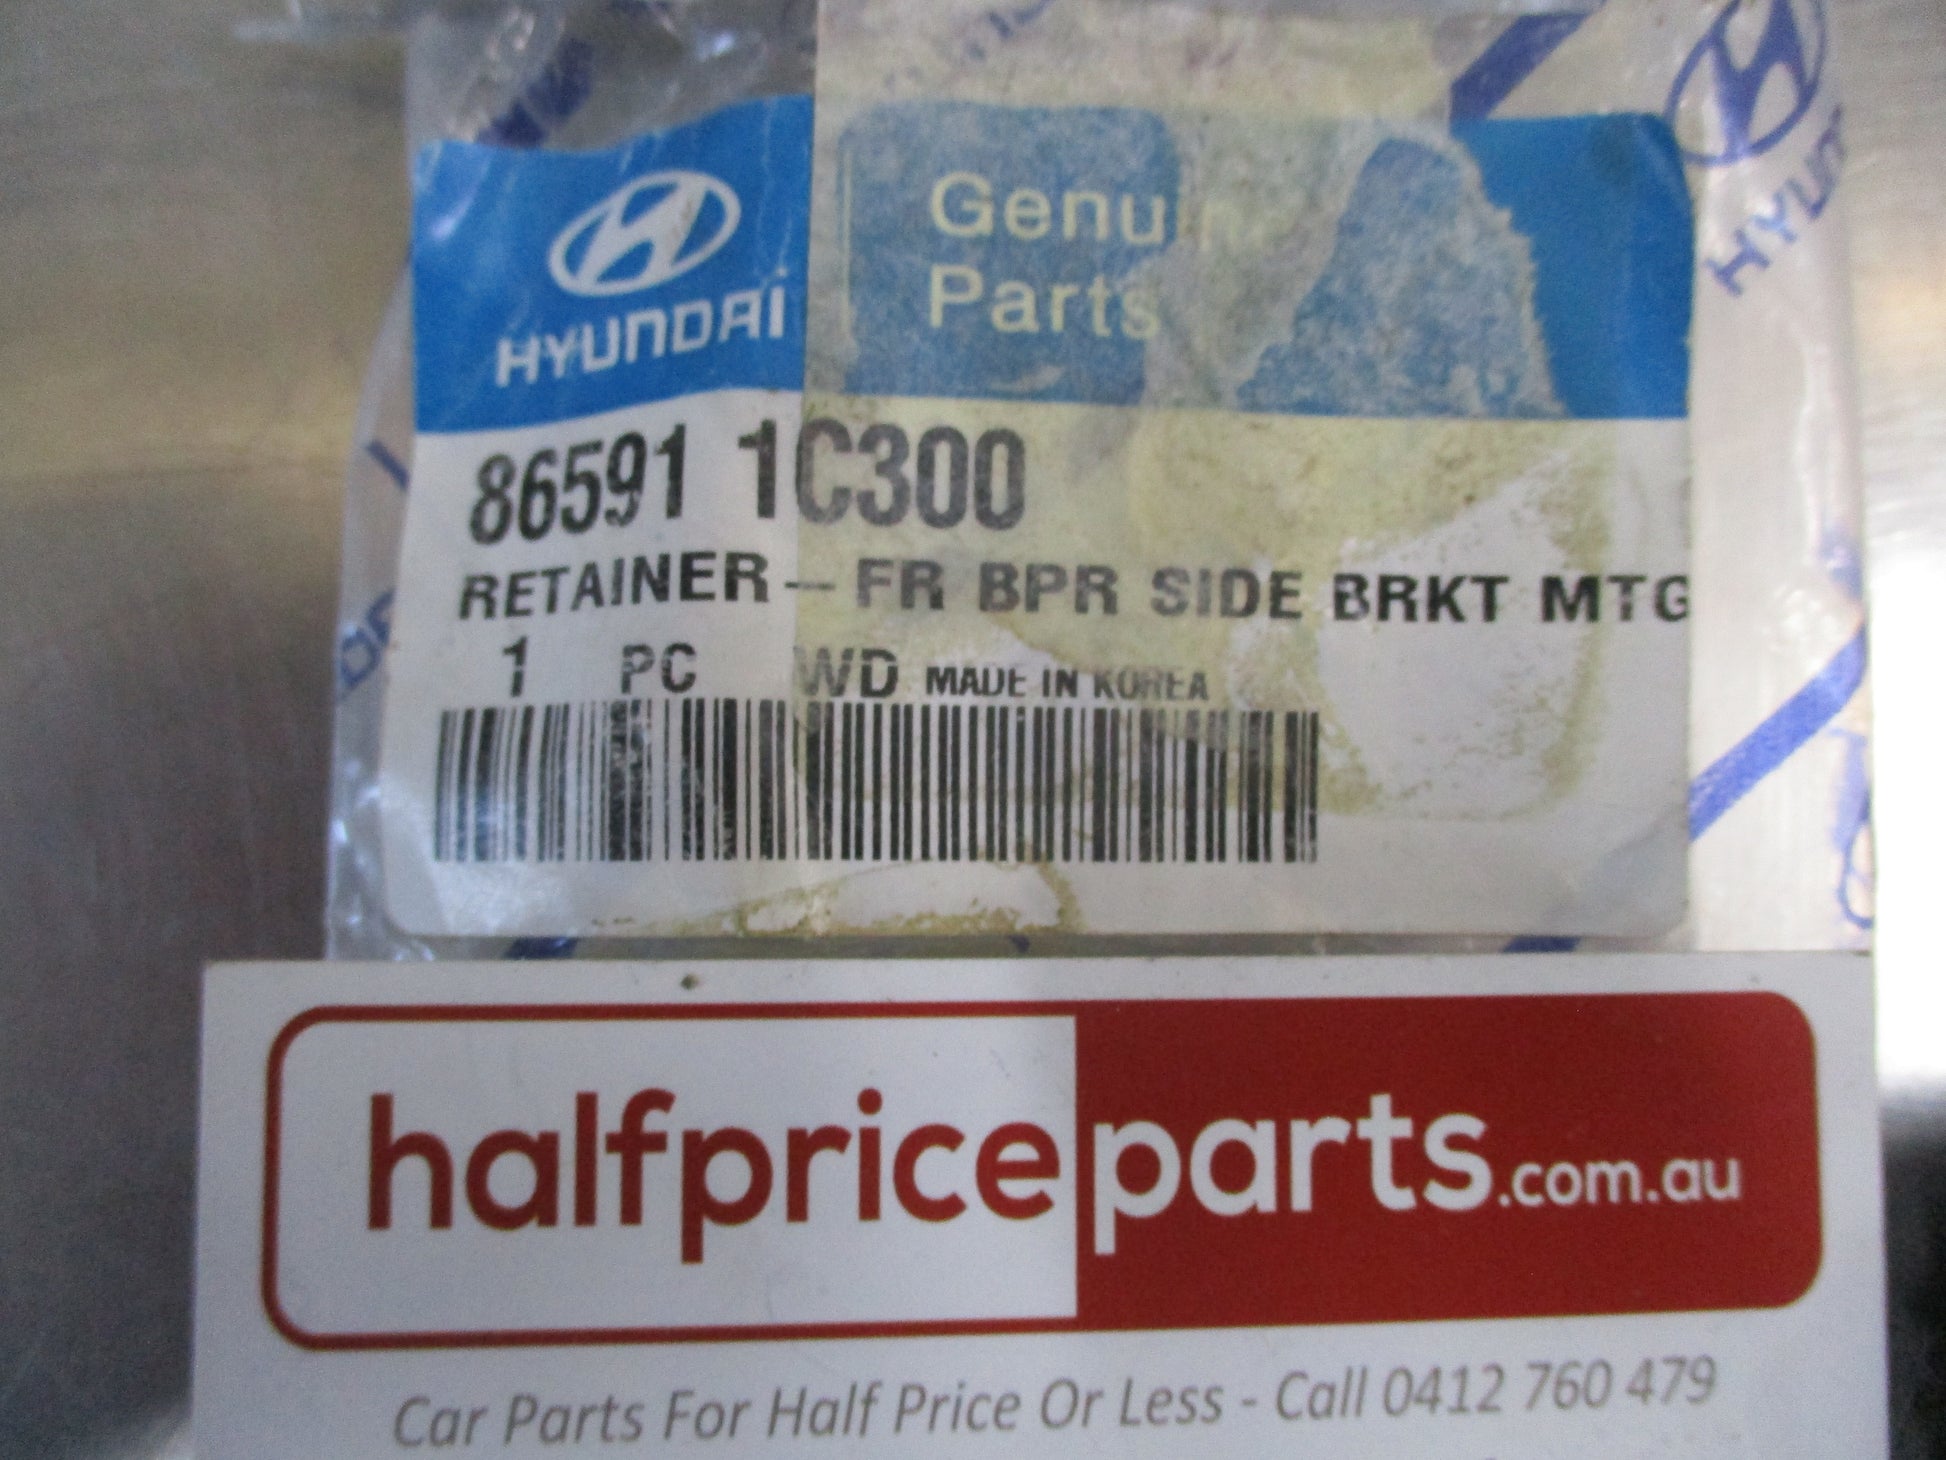 HYUNDAI
Genuin
Parts
HYUN
86591 1C300
RETAINER - FR BPR SIDE BRKT MTG
1 PC WD MADE IN KOREA
halfpriceparts.com.au
Car Parts For Half Price Or Less - Call 0412 760 479